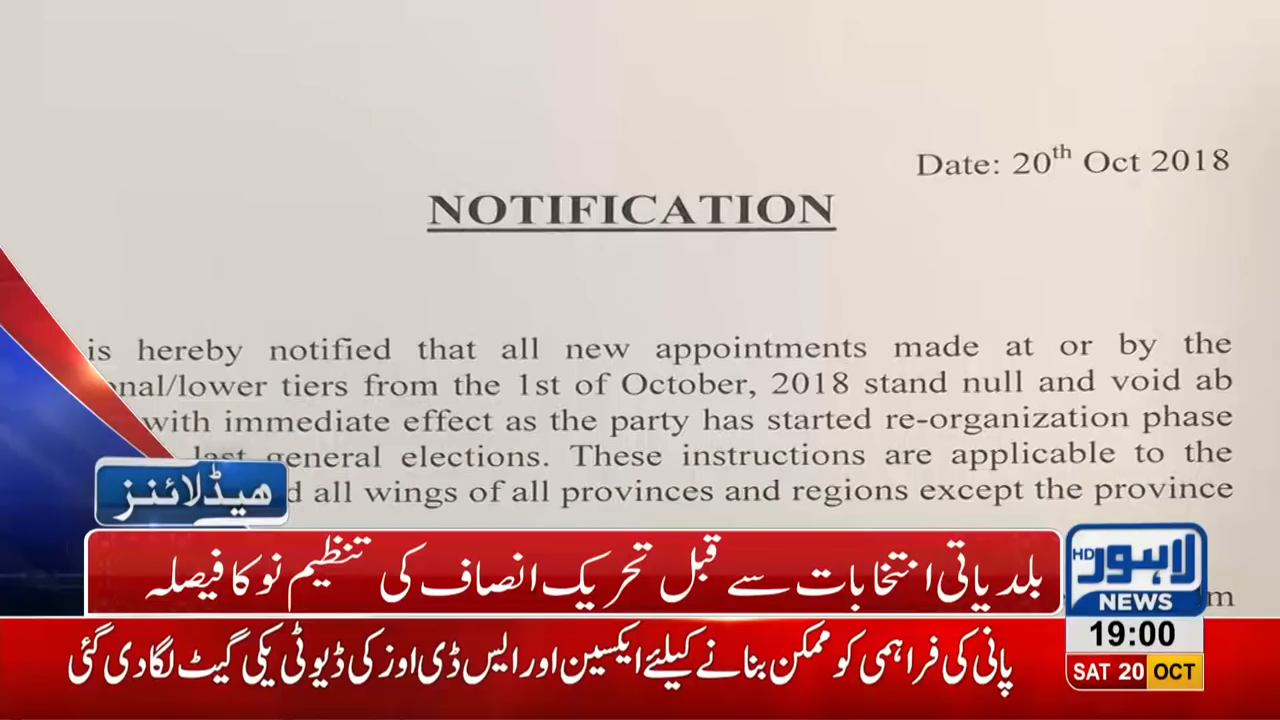 Date: 20th Oct 2018
NOTIFICATION
is hereby notified that all new appointments made at or by the
nal/lower tiers from the 1st of October, 2018 stand null and void ab
with immediate effect as the party has started re-organization phase
last general elections. These instructions are applicable to the
all wings of all provinces and regions except the province
ہیڈلائنز
بلدیاتی انتخابات سے قبل تحریک انصاف کی تنظیم نو کا فیصلہ
HD لاہور
NEWS
19:00
پانی کی فراہمی کو ممکن بنانے کیلئے ایکسین اور ایس ڈی اوز کی ڈیوٹی یکی گیٹ لگا دی گئی
SAT 20 OCT